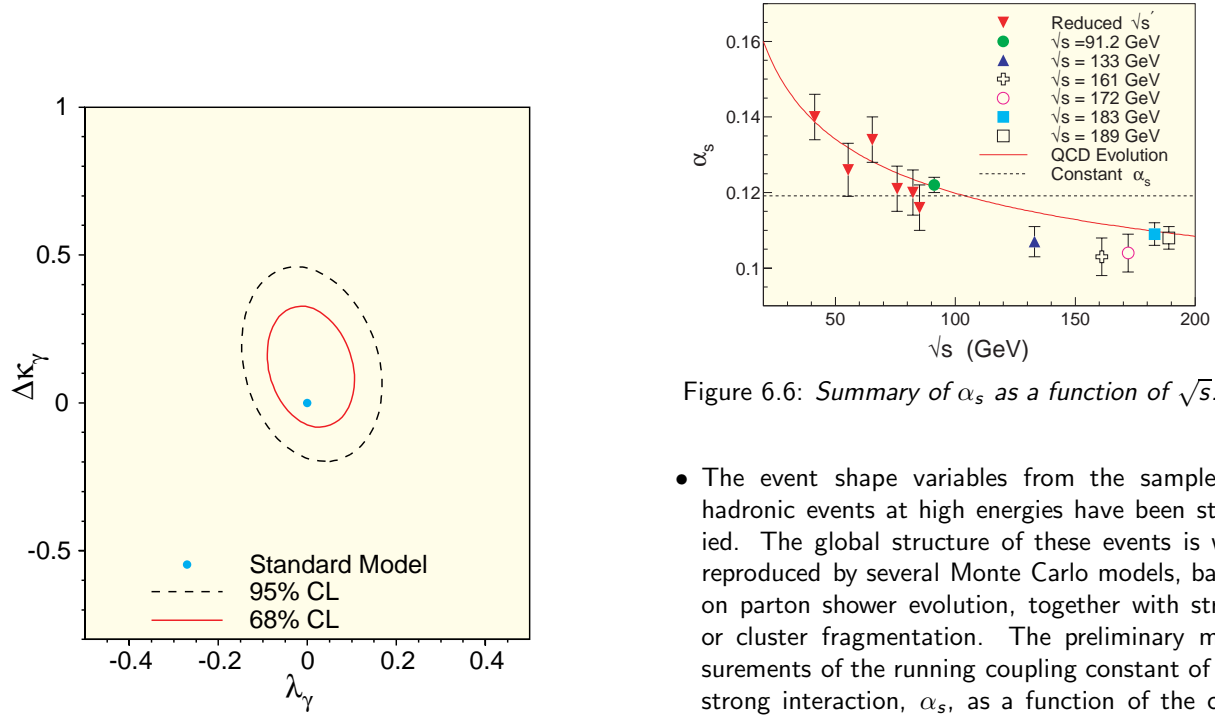 1
0.5
0
-0.5
Δκγ
Standard Model
95% CL
68% CL
-0.4 -0.2 0 0.2 0.4
λγ
0.16
0.14
0.12
0.1
αs
Reduced √s′
√s =91.2 GeV
√s = 133 GeV
√s = 161 GeV
√s = 172 GeV
√s = 183 GeV
√s = 189 GeV
QCD Evolution
Constant αs
50 100 150 200
√s (GeV)
Figure 6.6: Summary of αs as a function of √s.
• The event shape variables from the sample
hadronic events at high energies have been st
ied. The global structure of these events is w
reproduced by several Monte Carlo models, ba
on parton shower evolution, together with str
or cluster fragmentation. The preliminary m
surements of the running coupling constant of
strong interaction, αs, as a function of the c